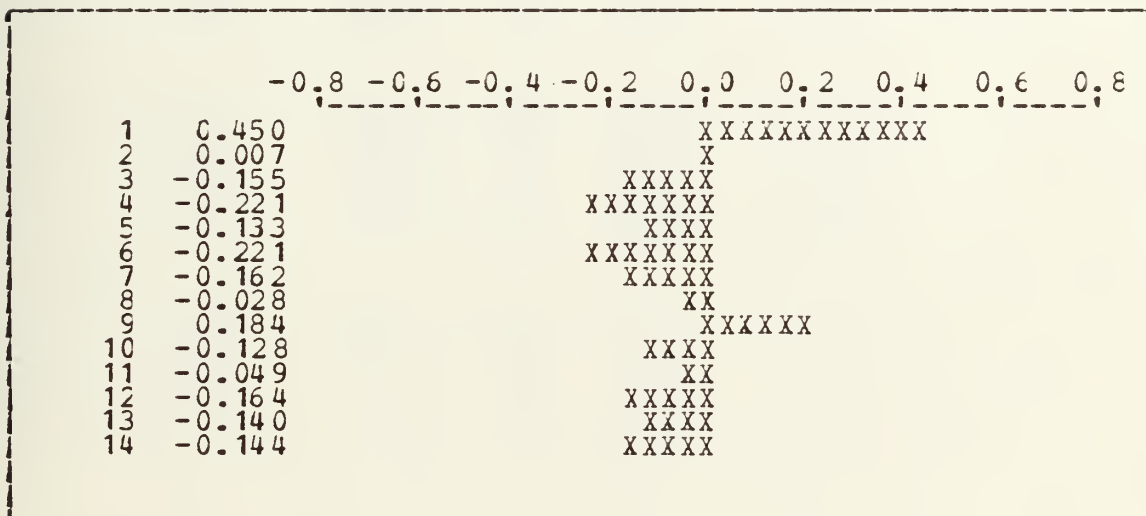 -0.8 -0.6 -0.4 -0.2 0.0 0.2 0.4 0.6 0.8
1 0.450 XXXXXXXXXXXX
2 0.007 X
3 -0.155 XXXXX
4 -0.221 XXXXXXX
5 -0.133 XXXX
6 -0.221 XXXXXXX
7 -0.162 XXXXX
8 -0.028 XX
9 0.184 XXXXXX
10 -0.128 XXXX
11 -0.049 XX
12 -0.164 XXXXX
13 -0.140 XXXX
14 -0.144 XXXXX